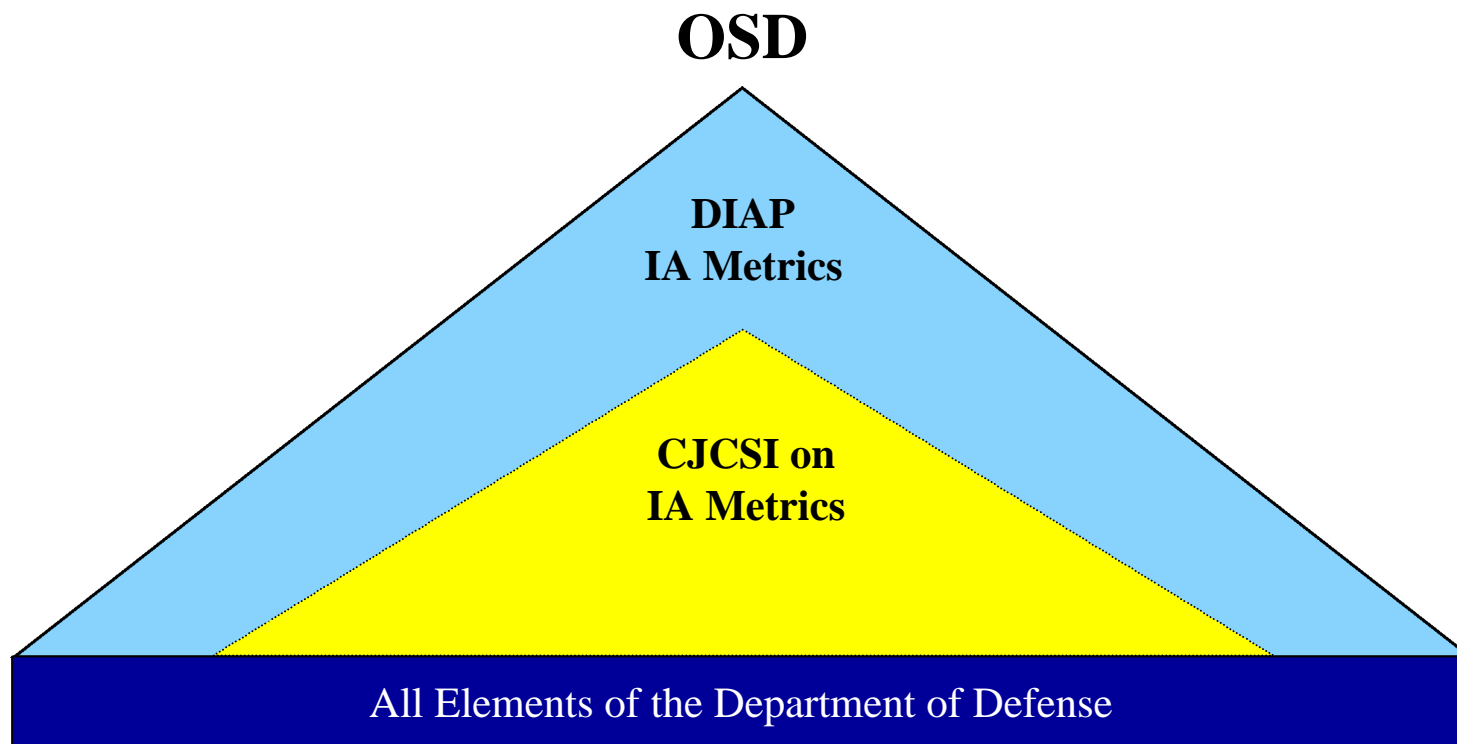 OSD
DIAP
IA Metrics
CJCSI on
IA Metrics
All Elements of the Department of Defense